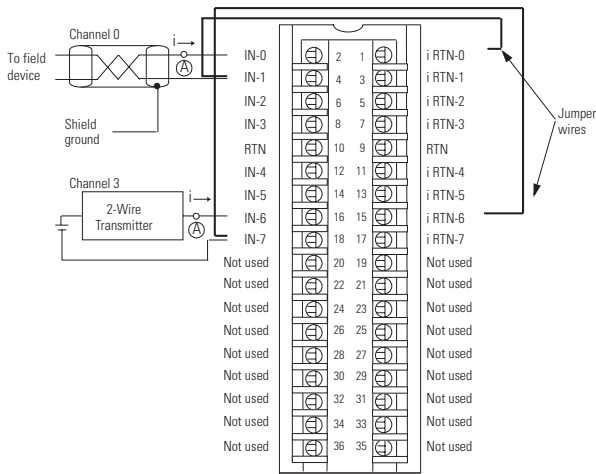 Channel 0
i
A
To field
device
Shield
ground
Channel 3
i
2-Wire
Transmitter
A
Jumper
wires
IN-0 2 1 i RTN-0
IN-1 4 3 i RTN-1
IN-2 6 5 i RTN-2
IN-3 8 7 i RTN-3
RTN 10 9 RTN
IN-4 12 11 i RTN-4
IN-5 14 13 i RTN-5
IN-6 16 15 i RTN-6
IN-7 18 17 i RTN-7
Not used 20 19 Not used
Not used 22 21 Not used
Not used 24 23 Not used
Not used 26 25 Not used
Not used 28 27 Not used
Not used 30 29 Not used
Not used 32 31 Not used
Not used 34 33 Not used
Not used 36 35 Not used